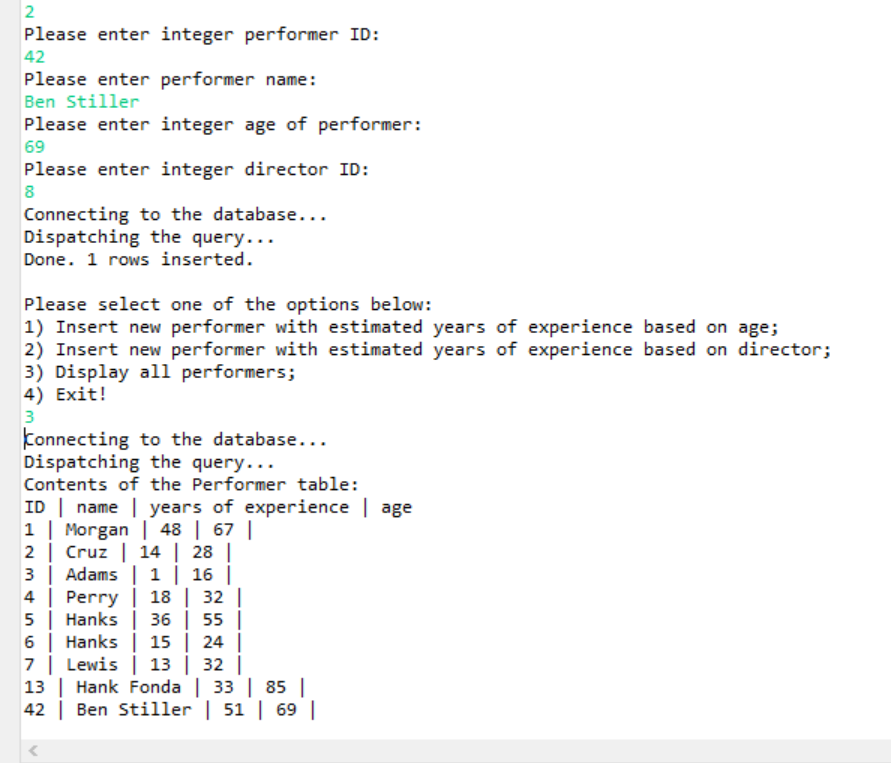 2
Please enter integer performer ID:
42
Please enter performer name:
Ben Stiller
Please enter integer age of performer:
69
Please enter integer director ID:
8
Connecting to the database...
Dispatching the query...
Done. 1 rows inserted.

Please select one of the options below:
1) Insert new performer with estimated years of experience based on age;
2) Insert new performer with estimated years of experience based on director;
3) Display all performers;
4) Exit!
3
Connecting to the database...
Dispatching the query...
Contents of the Performer table:
ID | name | years of experience | age
1 | Morgan | 48 | 67 |
2 | Cruz | 14 | 28 |
3 | Adams | 1 | 16 |
4 | Perry | 18 | 32 |
5 | Hanks | 36 | 55 |
6 | Hanks | 15 | 24 |
7 | Lewis | 13 | 32 |
13 | Hank Fonda | 33 | 85 |
42 | Ben Stiller | 51 | 69 |